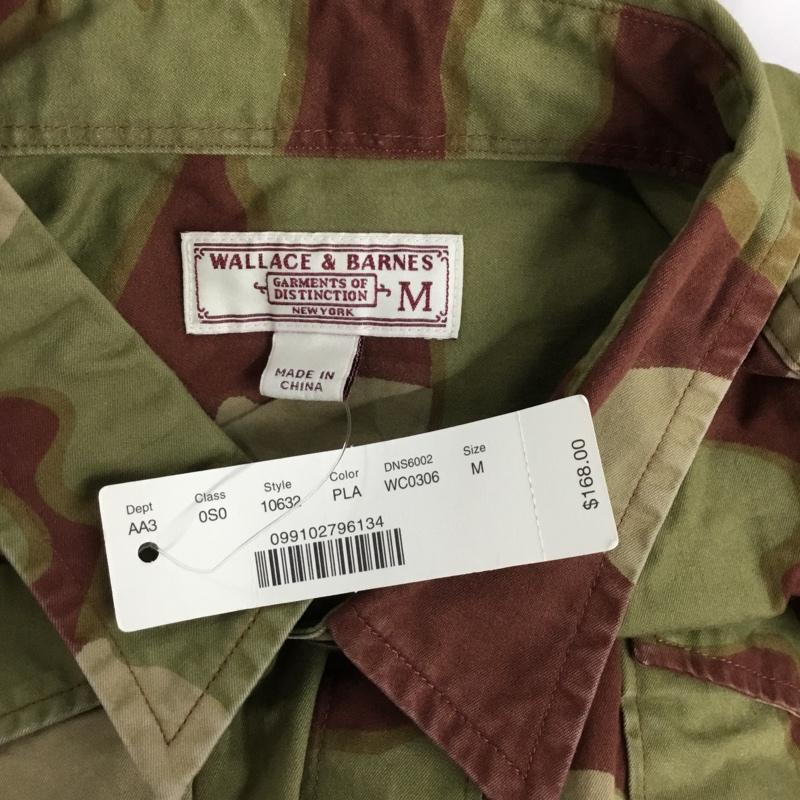 WALLACE & BARNES
GARMENTS OF
DISTINCTION
M
NEW YORK
MADE IN
CHINA
Dept
AA3
Class
0S0
Style
10632
Color
PLA
DNS6002
WC0306
Size
M
099102796134
$168.00